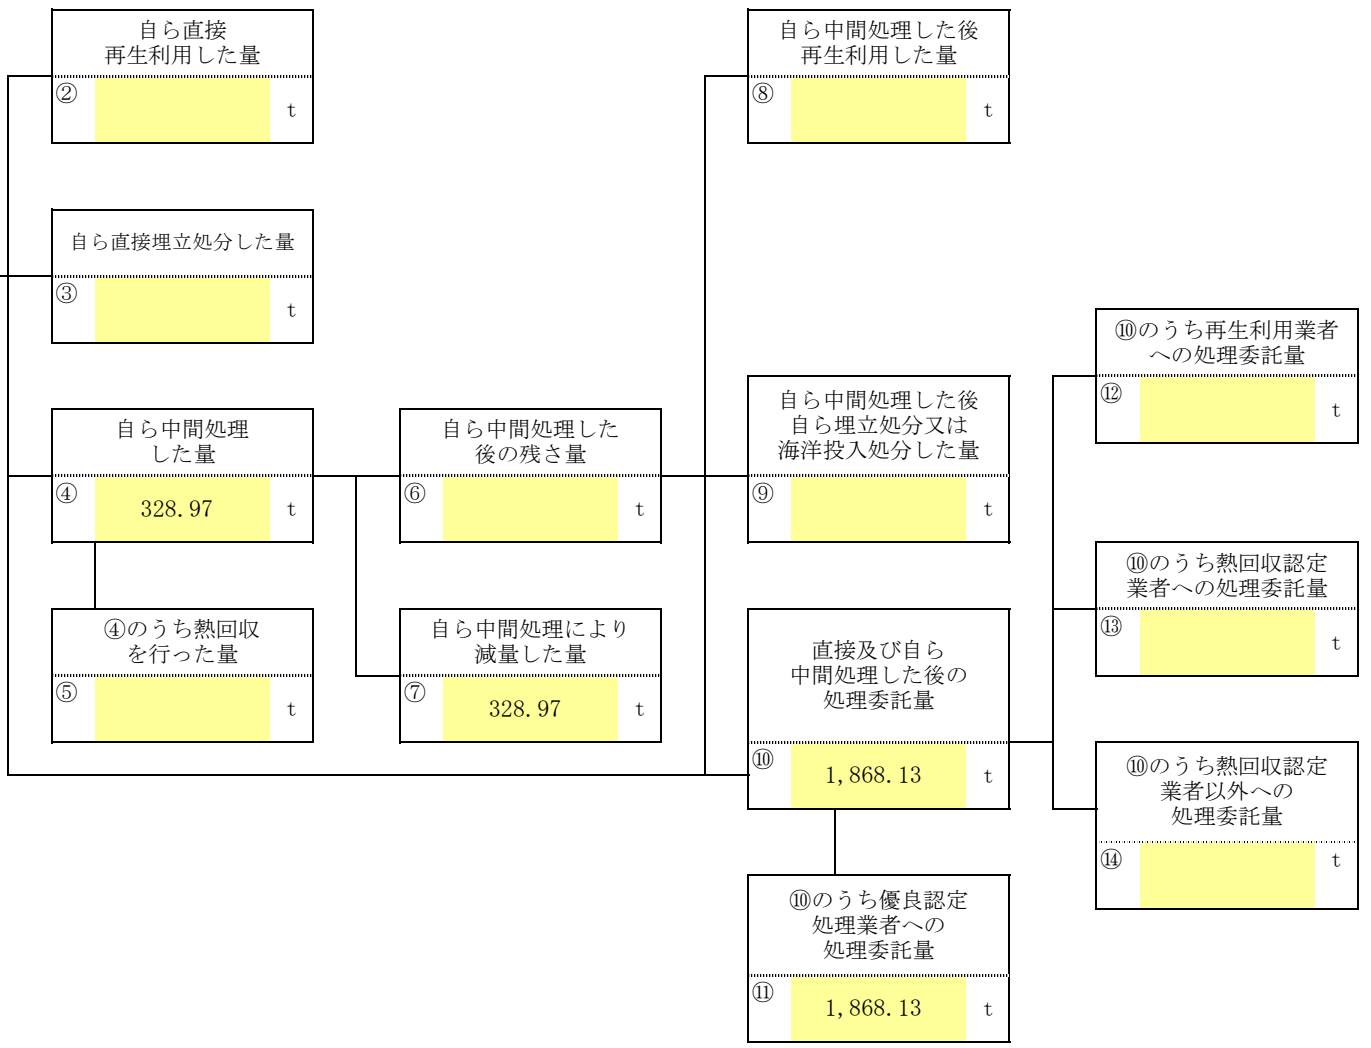 自ら直接
再生利用した量
②
t
自ら中間処理した後
再生利用した量
⑧
t
自ら直接埋立処分した量
③
t
⑩のうち再生利用業者
への処理委託量
⑫
t
自ら中間処理
した量
④
328.97
t
自ら中間処理した
後の残さ量
⑥
t
自ら中間処理した後
自ら埋立処分又は
海洋投入処分した量
⑨
t
⑩のうち熱回収認定
業者への処理委託量
⑬
t
④のうち熱回収
を行った量
⑤
t
自ら中間処理により
減量した量
⑦
328.97
t
直接及び自ら
中間処理した後の
処理委託量
⑩
1,868.13
t
⑩のうち熱回収認定
業者以外への
処理委託量
⑭
t
⑩のうち優良認定
処理業者への
処理委託量
⑪
1,868.13
t